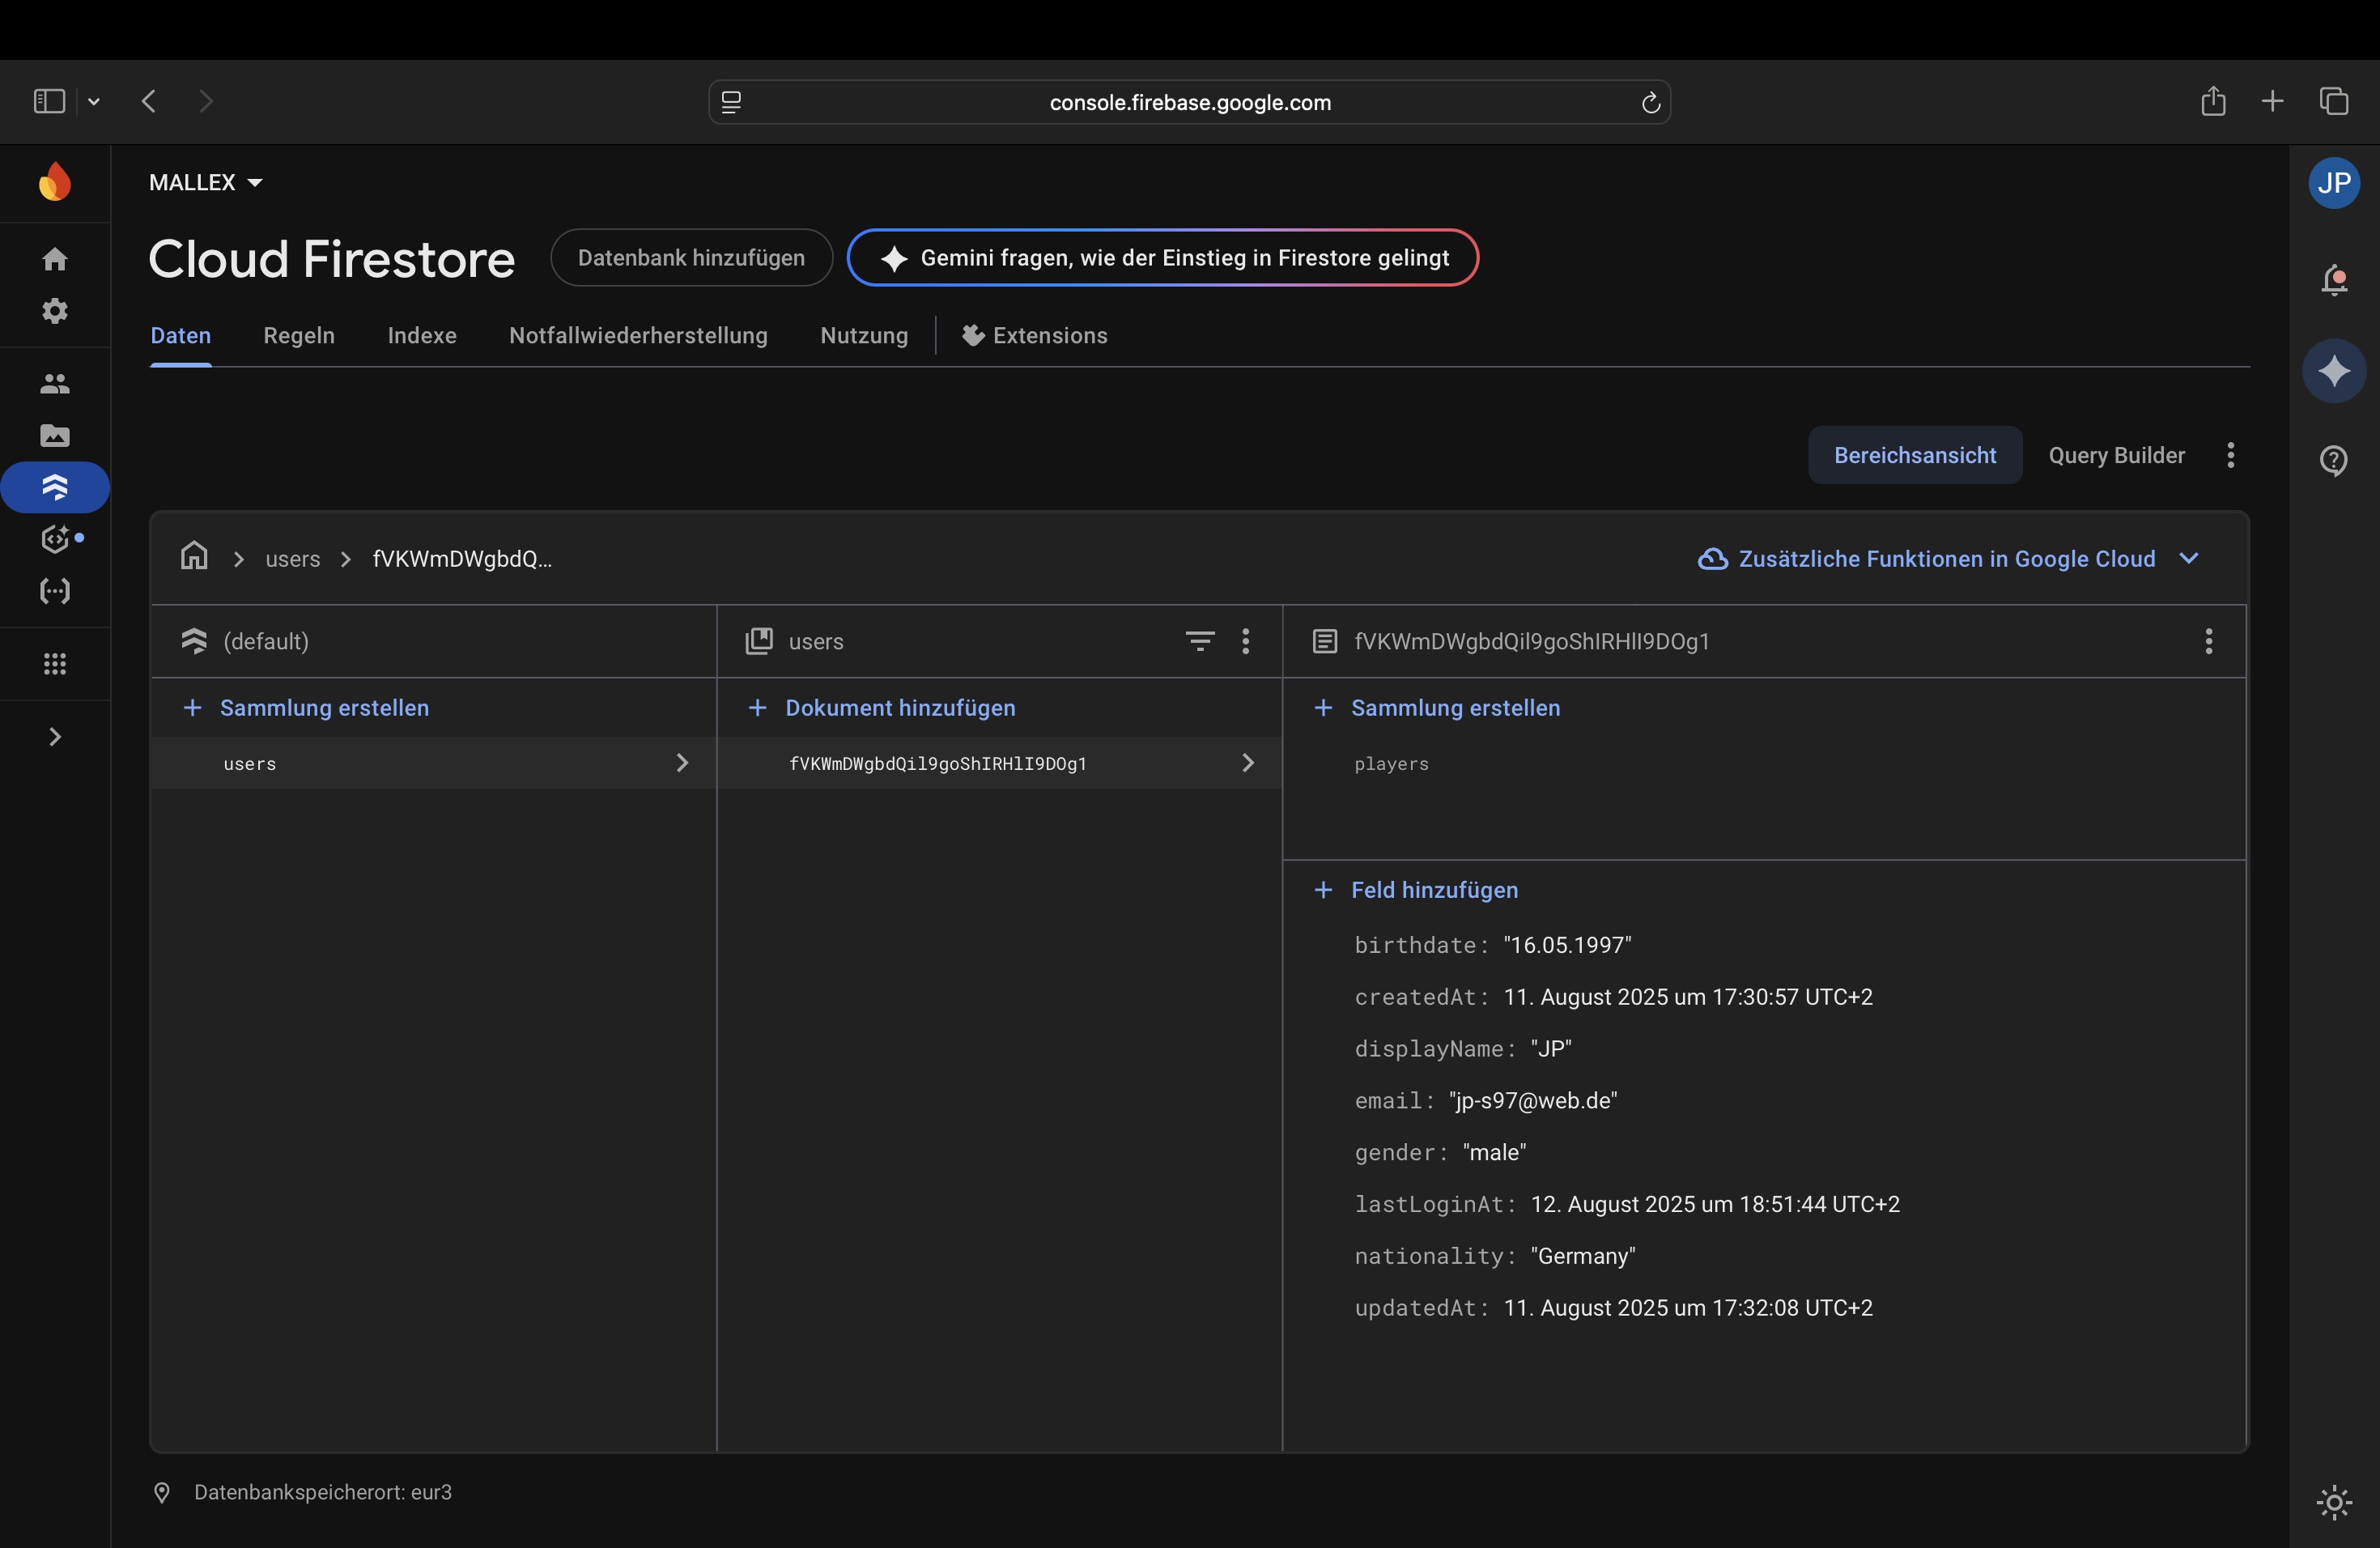 console.firebase.google.com
MALLEX
JP
Cloud Firestore
Datenbank hinzufügen
Gemini fragen, wie der Einstieg in Firestore gelingt
Daten
Regeln
Indexe
Notfallwiederherstellung
Nutzung
Extensions
Bereichsansicht
Query Builder
users
fVKWmDWgbdQ...
Zusätzliche Funktionen in Google Cloud
(default)
users
fVKWmDWgbdQil9goShIRHlI9DOg1
Sammlung erstellen
Dokument hinzufügen
Sammlung erstellen
users
fVKWmDWgbdQil9goShIRHlI9DOg1
players
Feld hinzufügen
birthdate: "16.05.1997"
createdAt: 11. August 2025 um 17:30:57 UTC+2
displayName: "JP"
email: "jp-s97@web.de"
gender: "male"
lastLoginAt: 12. August 2025 um 18:51:44 UTC+2
nationality: "Germany"
updatedAt: 11. August 2025 um 17:32:08 UTC+2
Datenbankspeicherort: eur3